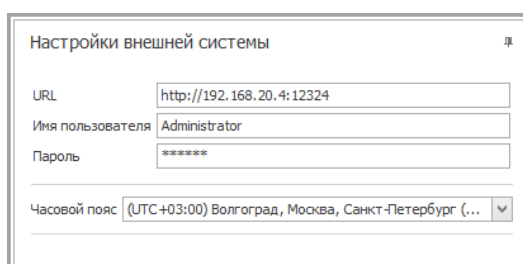 Настройки внешней системы
URL http://192.168.20.4:12324
Имя пользователя Administrator
Пароль ******
Часовой пояс (UTC+03:00) Волгоград, Москва, Санкт-Петербург (...